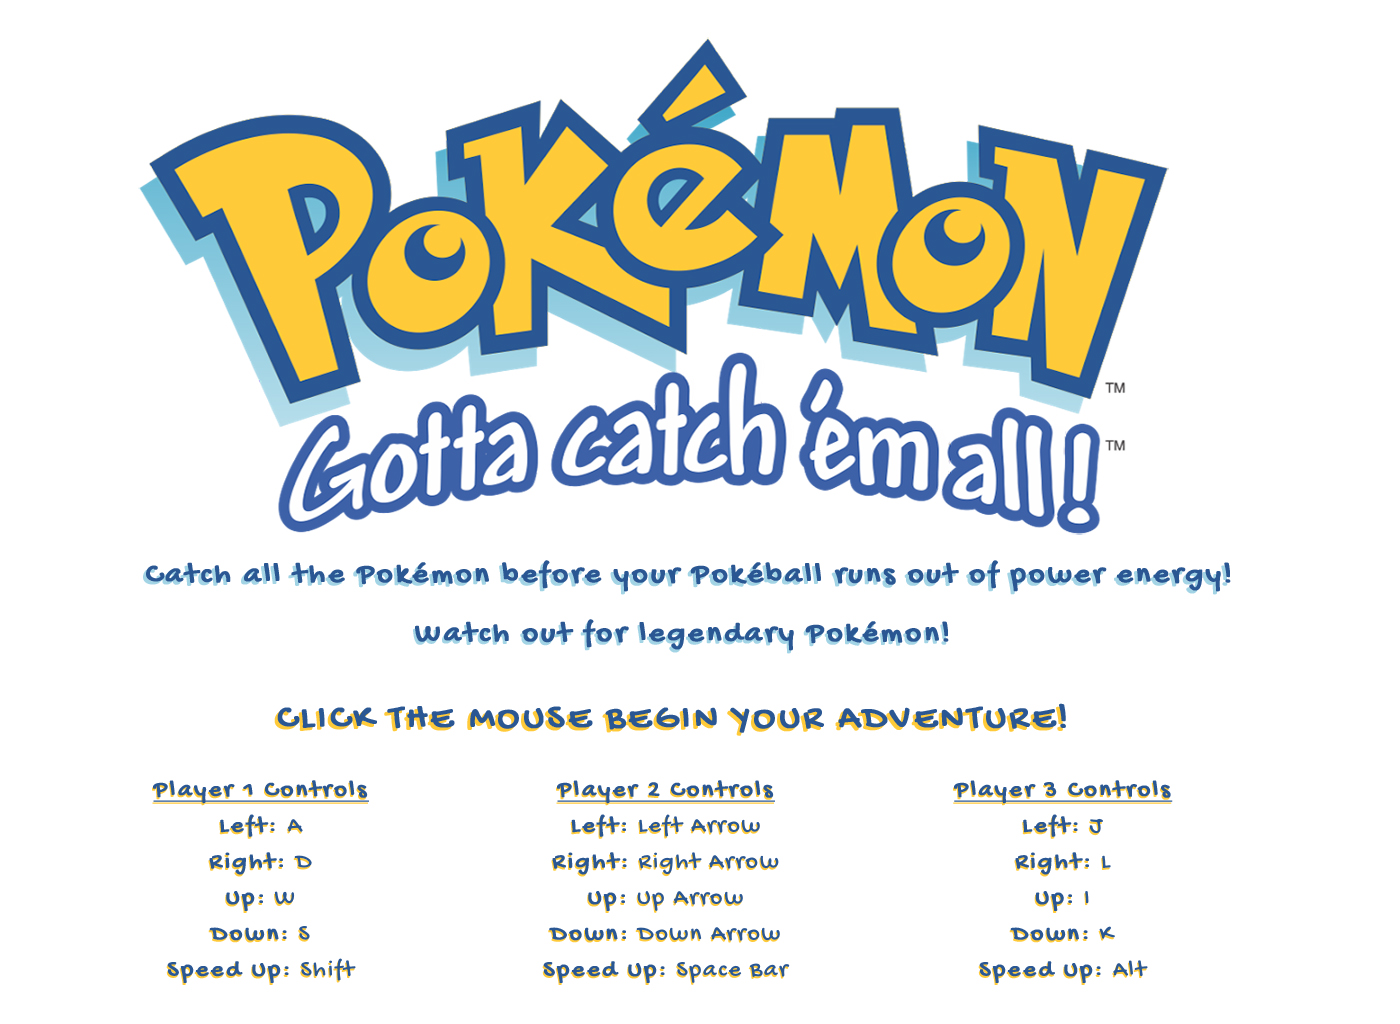 POKéMON
TM
Gotta catch 'em all!
TM
Catch all the Pokémon before your Pokéball runs out of power energy!
Watch out for legendary Pokémon!
CLICK THE MOUSE BEGIN YOUR ADVENTURE!
Player 1 Controls Player 2 Controls Player 3 Controls
Left: A Left: Left Arrow Left: J
Right: D Right: Right Arrow Right: L
Up: W Up: Up Arrow Up: I
Down: S Down: Down Arrow Down: K
Speed Up: Shift Speed Up: Space Bar Speed Up: Alt